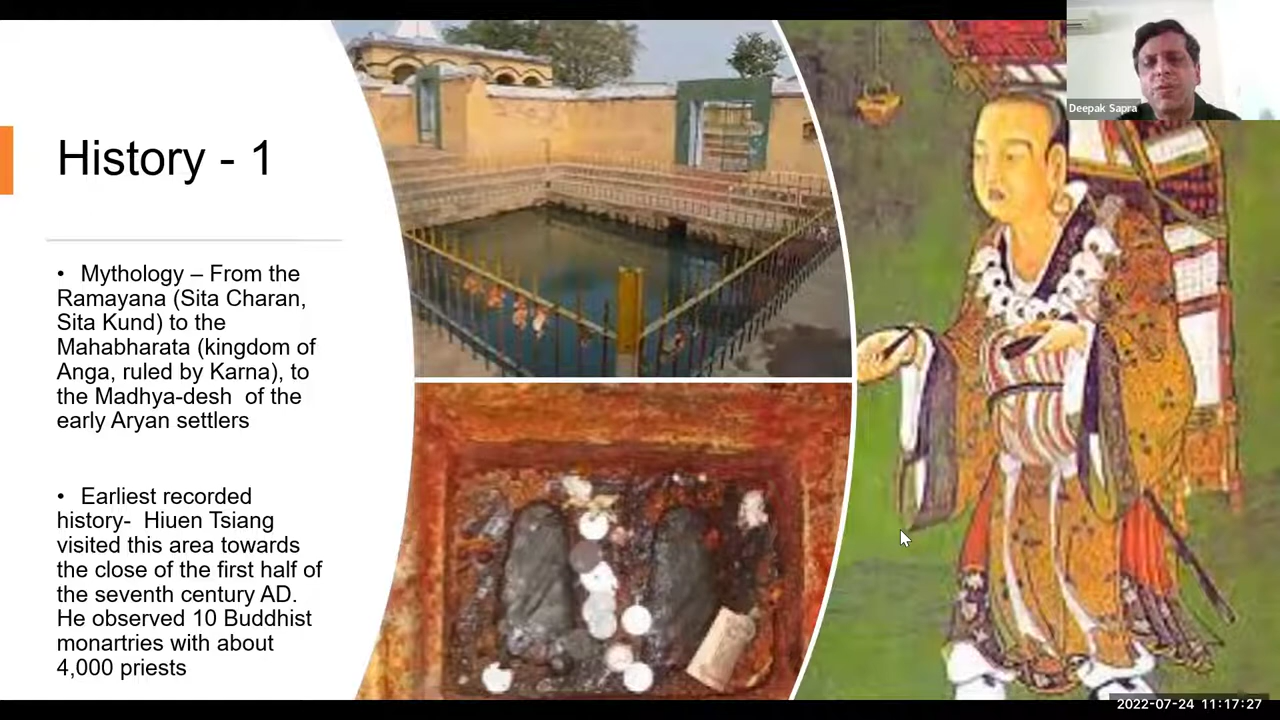 History - 1
• Mythology – From the
Ramayana (Sita Charan,
Sita Kund) to the
Mahabharata (kingdom of
Anga, ruled by Karna), to
the Madhya-desh of the
early Aryan settlers
• Earliest recorded
history- Hiuen Tsiang
visited this area towards
the close of the first half of
the seventh century AD.
He observed 10 Buddhist
monartries with about
4,000 priests
Deepak Sapra
2022-07-24 11:17:27